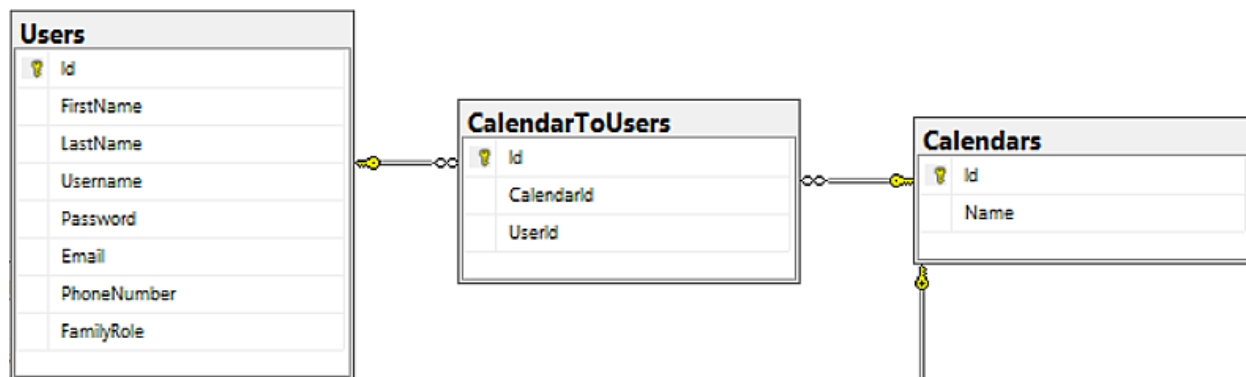 Users
Id
FirstName
LastName
Username
Password
Email
PhoneNumber
FamilyRole
CalendarToUsers
Id
CalendarId
UserId
Calendars
Id
Name